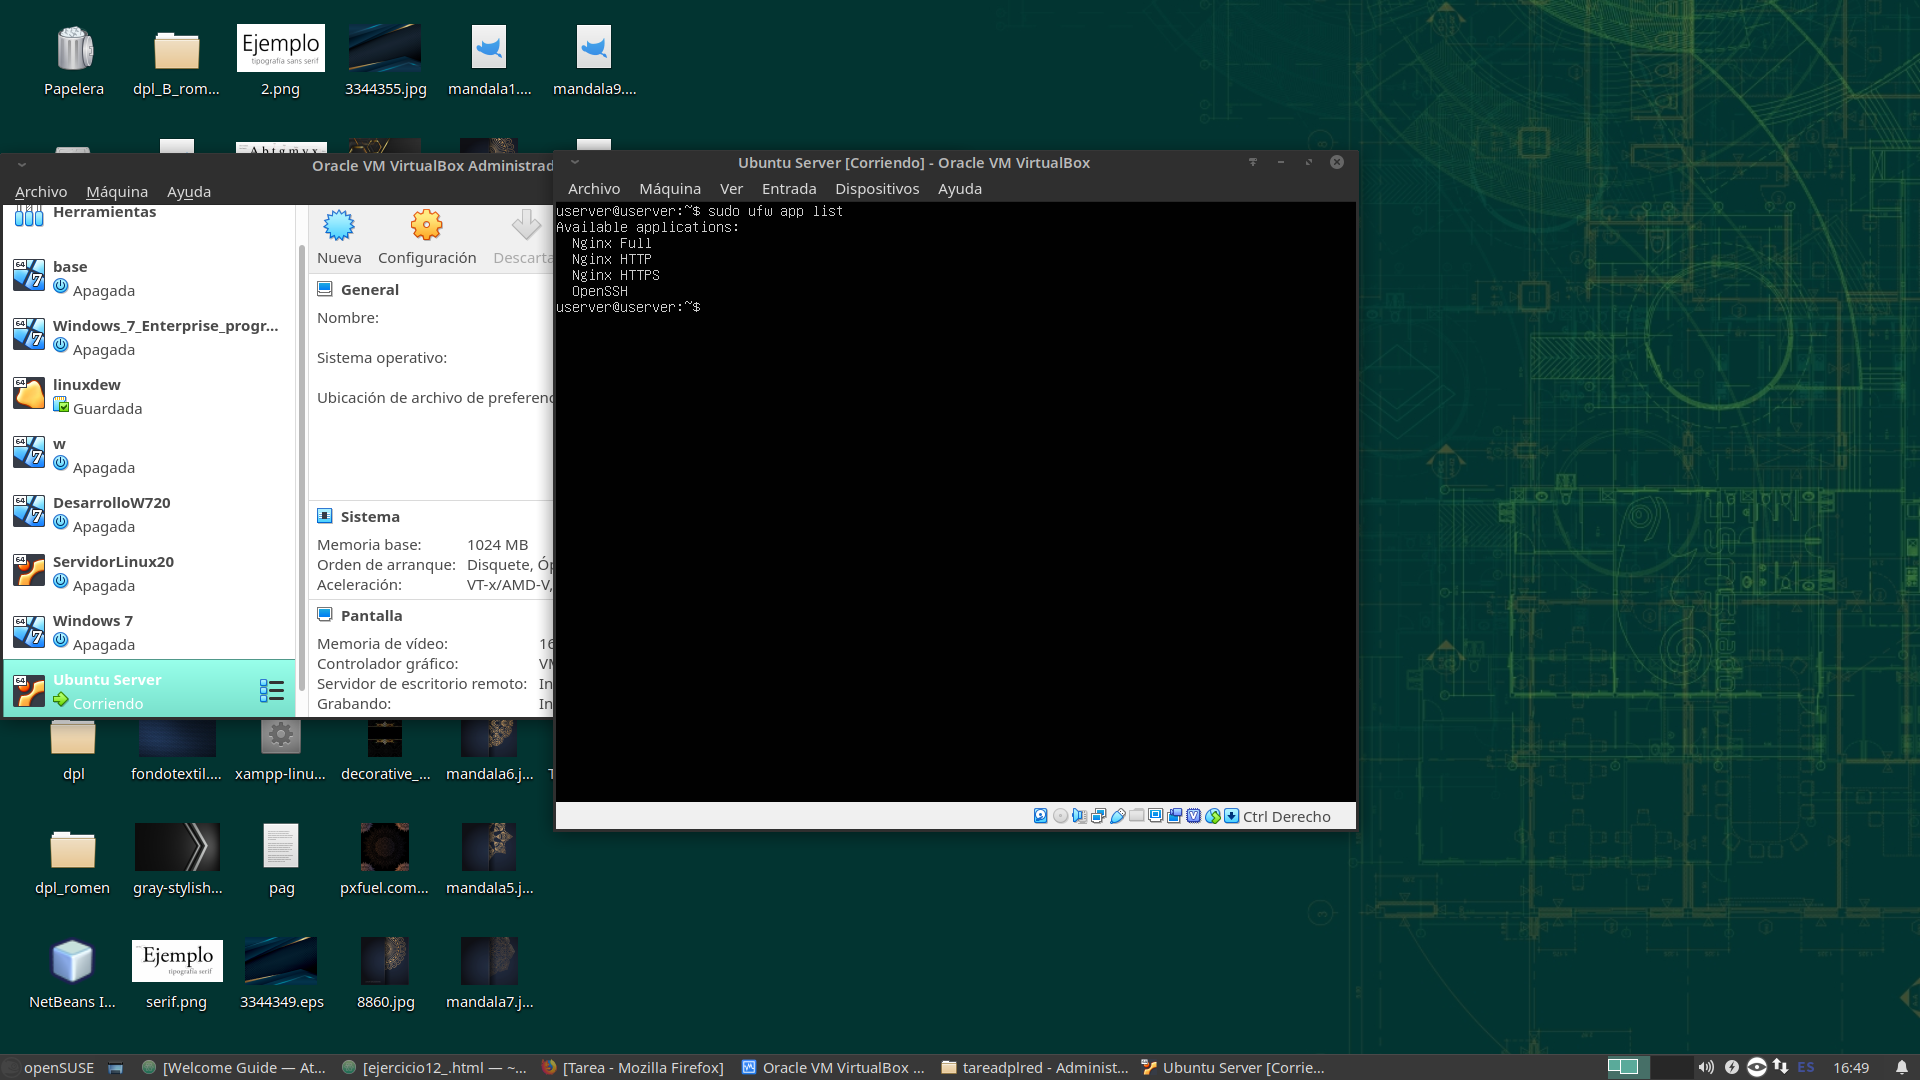 Papelera
dpl_B_rom...
Ejemplo
tipografía sans serif
2.png
3344355.jpg
mandala1....
mandala9....
Oracle VM VirtualBox Administrad
Archivo Máquina Ayuda
Herramientas
base
Apagada
Windows_7_Enterprise_progr...
Apagada
linuxdew
Guardada
w
Apagada
DesarrolloW720
Apagada
ServidorLinux20
Apagada
Windows 7
Apagada
Ubuntu Server
Corriendo
Nueva
Configuración
Descarta
General
Nombre:
Sistema operativo:
Ubicación de archivo de preferenc
Sistema
Memoria base: 1024 MB
Orden de arranque: Disquete, Óp
Aceleración: VT-x/AMD-V,
Pantalla
Memoria de vídeo: 16
Controlador gráfico: VM
Servidor de escritorio remoto: In
Grabando: In
Ubuntu Server [Corriendo] - Oracle VM VirtualBox
Archivo Máquina Ver Entrada Dispositivos Ayuda
userver@userver:~$ sudo ufw app list
Available applications:
  Nginx Full
  Nginx HTTP
  Nginx HTTPS
  OpenSSH
userver@userver:~$
Ctrl Derecho
dpl
fondotextil....
xampp-linu...
decorative_...
mandala6.j...
dpl_romen
gray-stylish...
pag
pxfuel.com...
mandala5.j...
NetBeans I...
Ejemplo
tipografía serif
serif.png
3344349.eps
8860.jpg
mandala7.j...
openSUSE
openSUSE
[Welcome Guide — At...
[ejercicio12_.html — ~...
[Tarea - Mozilla Firefox]
Oracle VM VirtualBox ...
tareadplred - Administ...
Ubuntu Server [Corrie...
ES
16:49